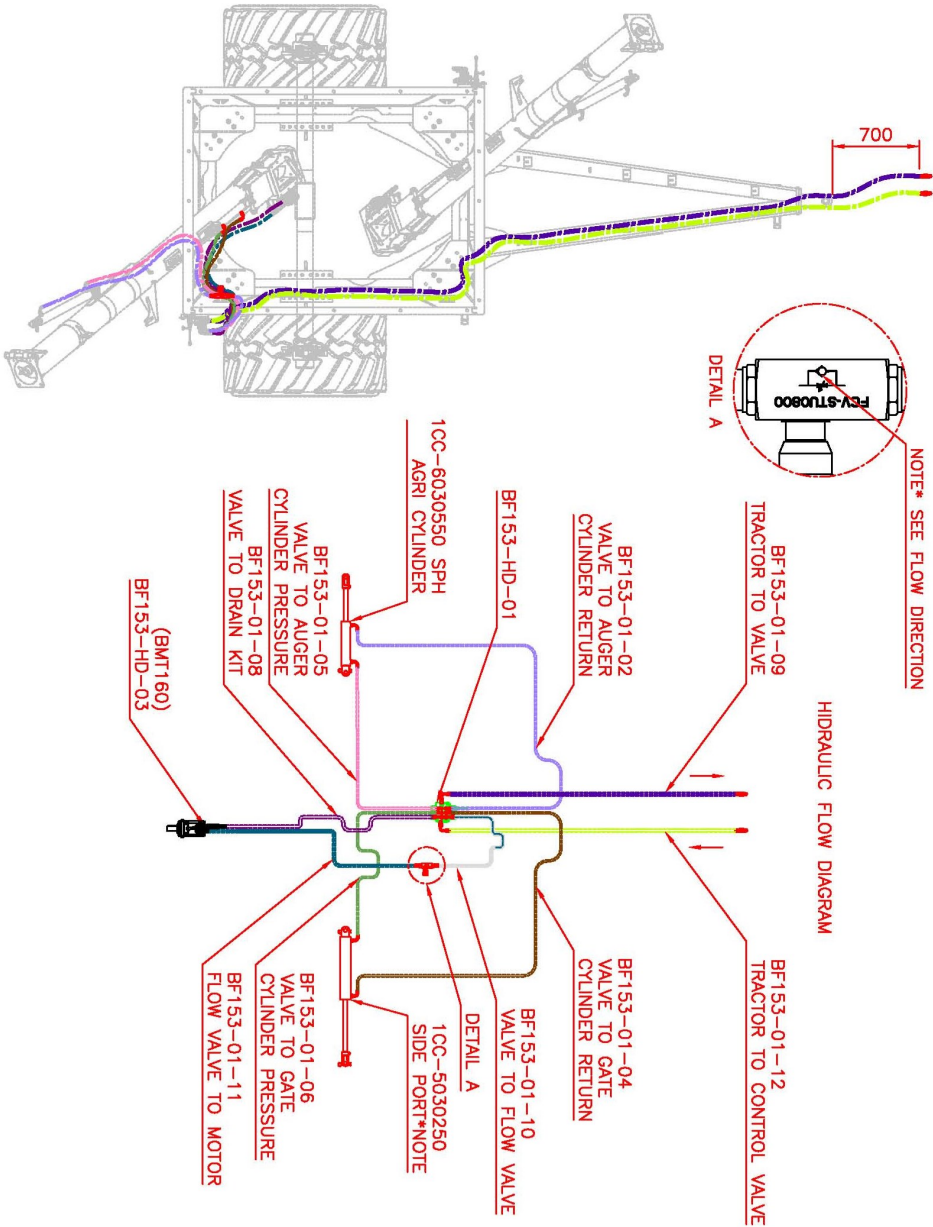 700
DETAIL A
FCV-STU0800
NOTE* SEE FLOW DIRECTION
HIDRAULIC FLOW DIAGRAM
BF153-01-09
TRACTOR TO VALVE
BF153-01-12
TRACTOR TO CONTROL VALVE
BF153-01-02
VALVE TO AUGER
CYLINDER RETURN
BF153-01-04
VALVE TO GATE
CYLINDER RETURN
BF153-HD-01
BF153-01-10
VALVE TO FLOW VALVE
DETAIL A
1CC-6030550 SPH
AGRI CYLINDER
1CC-5030250
SIDE PORT*NOTE
BF153-01-05
VALVE TO AUGER
CYLINDER PRESSURE
BF153-01-08
VALVE TO DRAIN KIT
BF153-01-06
VALVE TO GATE
CYLINDER PRESSURE
BF153-01-11
FLOW VALVE TO MOTOR
(BMT160)
BF153-HD-03